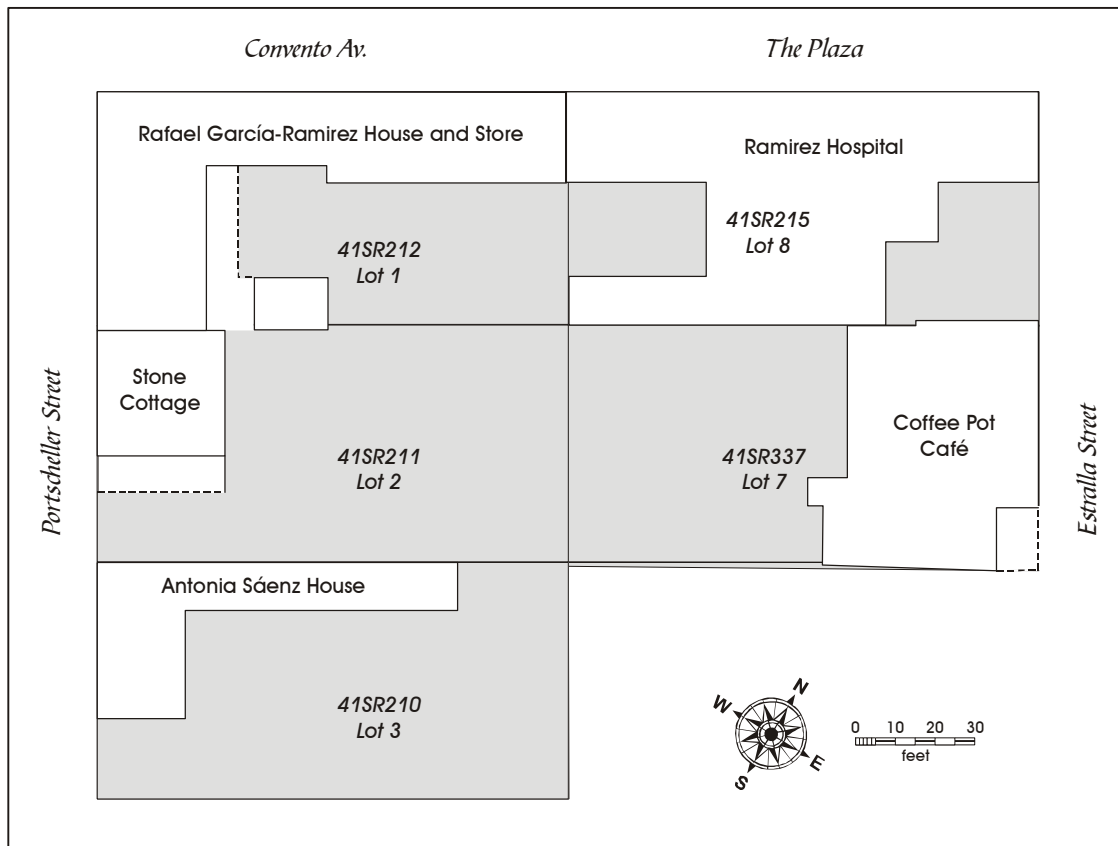 Convento Av.
The Plaza
Rafael García-Ramirez House and Store
Ramirez Hospital
41SR212
Lot 1
41SR215
Lot 8
Portscheller Street
Stone
Cottage
41SR211
Lot 2
41SR337
Lot 7
Coffee Pot
Café
Estralla Street
Antonia Sáenz House
41SR210
Lot 3
N
W
E
S
0 10 20 30
feet